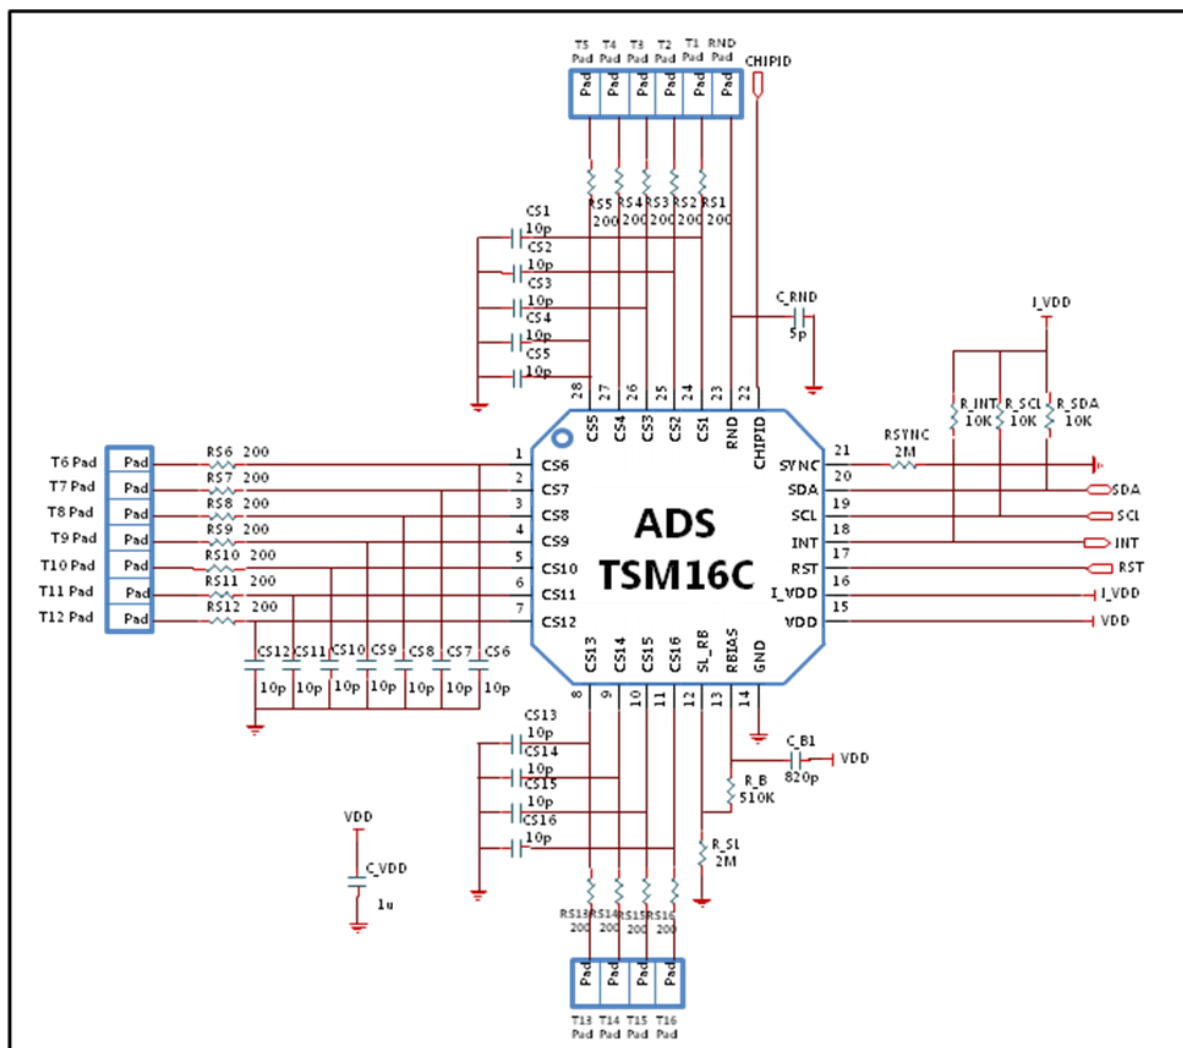 T5 T4 T3 T2 T1 RND
Pad Pad Pad Pad Pad Pad
CHIPID
Pad Pad Pad Pad Pad Pad
RS5 RS4 RS3 RS2 RS1
200 200 200 200 200
CS1
10p
CS2
10p
CS3
10p
CS4
10p
CS5
10p
C_RND
5p
I_VDD
R_INT R_SCL R_SDA
10K 10K 10K
28 27 26 25 24 23 22
CS5 CS4 CS3 CS2 CS1 RND CHIPID
RSYNC
2M
T6 Pad Pad RS6 200 1 CS6
T7 Pad Pad RS7 200 2 CS7
T8 Pad Pad RS8 200 3 CS8
T9 Pad Pad RS9 200 4 CS9
T10 Pad Pad RS10 200 5 CS10
T11 Pad Pad RS11 200 6 CS11
T12 Pad Pad RS12 200 7 CS12
ADS
TSM16C
SYNC 21
SDA 20 SDA
SCL 19 SCL
INT 18 INT
RST 17 RST
I_VDD 16 I_VDD
VDD 15 VDD
CS13 CS14 CS15 CS16 SL_RB RBIAS GND
8 9 10 11 12 13 14
CS12 CS11 CS10 CS9 CS8 CS7 CS6
10p 10p 10p 10p 10p 10p 10p
CS13
10p
CS14
10p
CS15
10p
CS16
10p
C_B1
820p
VDD
R_B
510K
R_SL
2M
VDD
C_VDD
1u
RS13 RS14 RS15 RS16
200 200 200 200
Pad Pad Pad Pad
T13 T14 T15 T16
Pad Pad Pad Pad